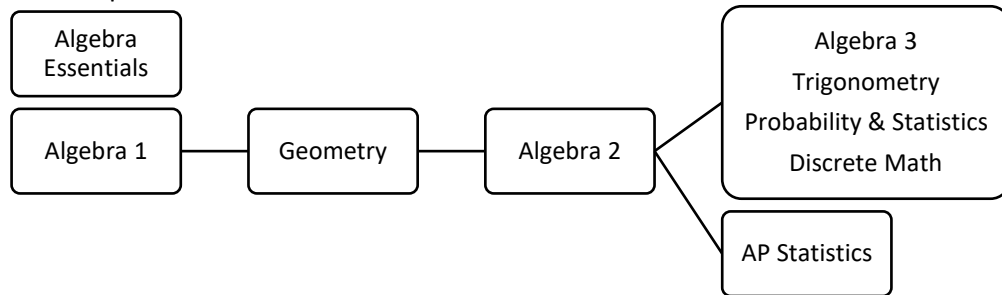 Algebra
Essentials
Algebra 1
Geometry
Algebra 2
Algebra 3
Trigonometry
Probability & Statistics
Discrete Math
AP Statistics